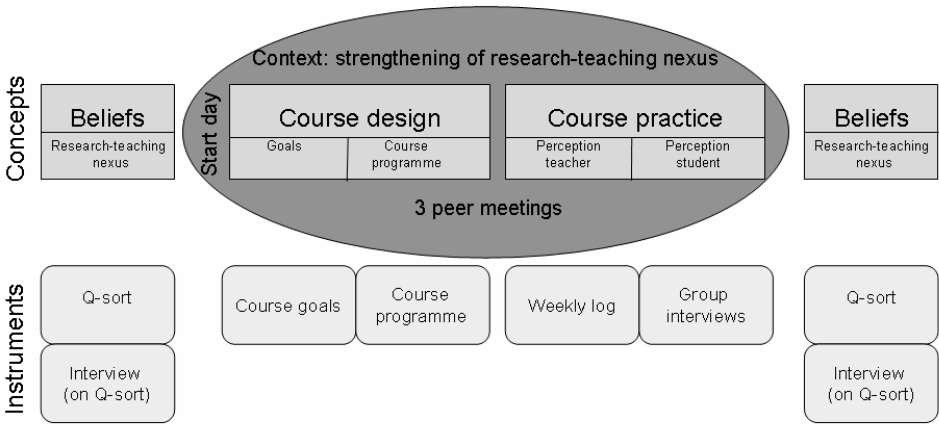 Context: strengthening of research-teaching nexus
Concepts
Beliefs
Research-teaching
nexus
Start day
Course design
Goals
Course
programme
Course practice
Perception
teacher
Perception
student
Beliefs
Research-teaching
nexus
3 peer meetings
Instruments
Q-sort
Interview
(on Q-sort)
Course goals
Course
programme
Weekly log
Group
interviews
Q-sort
Interview
(on Q-sort)